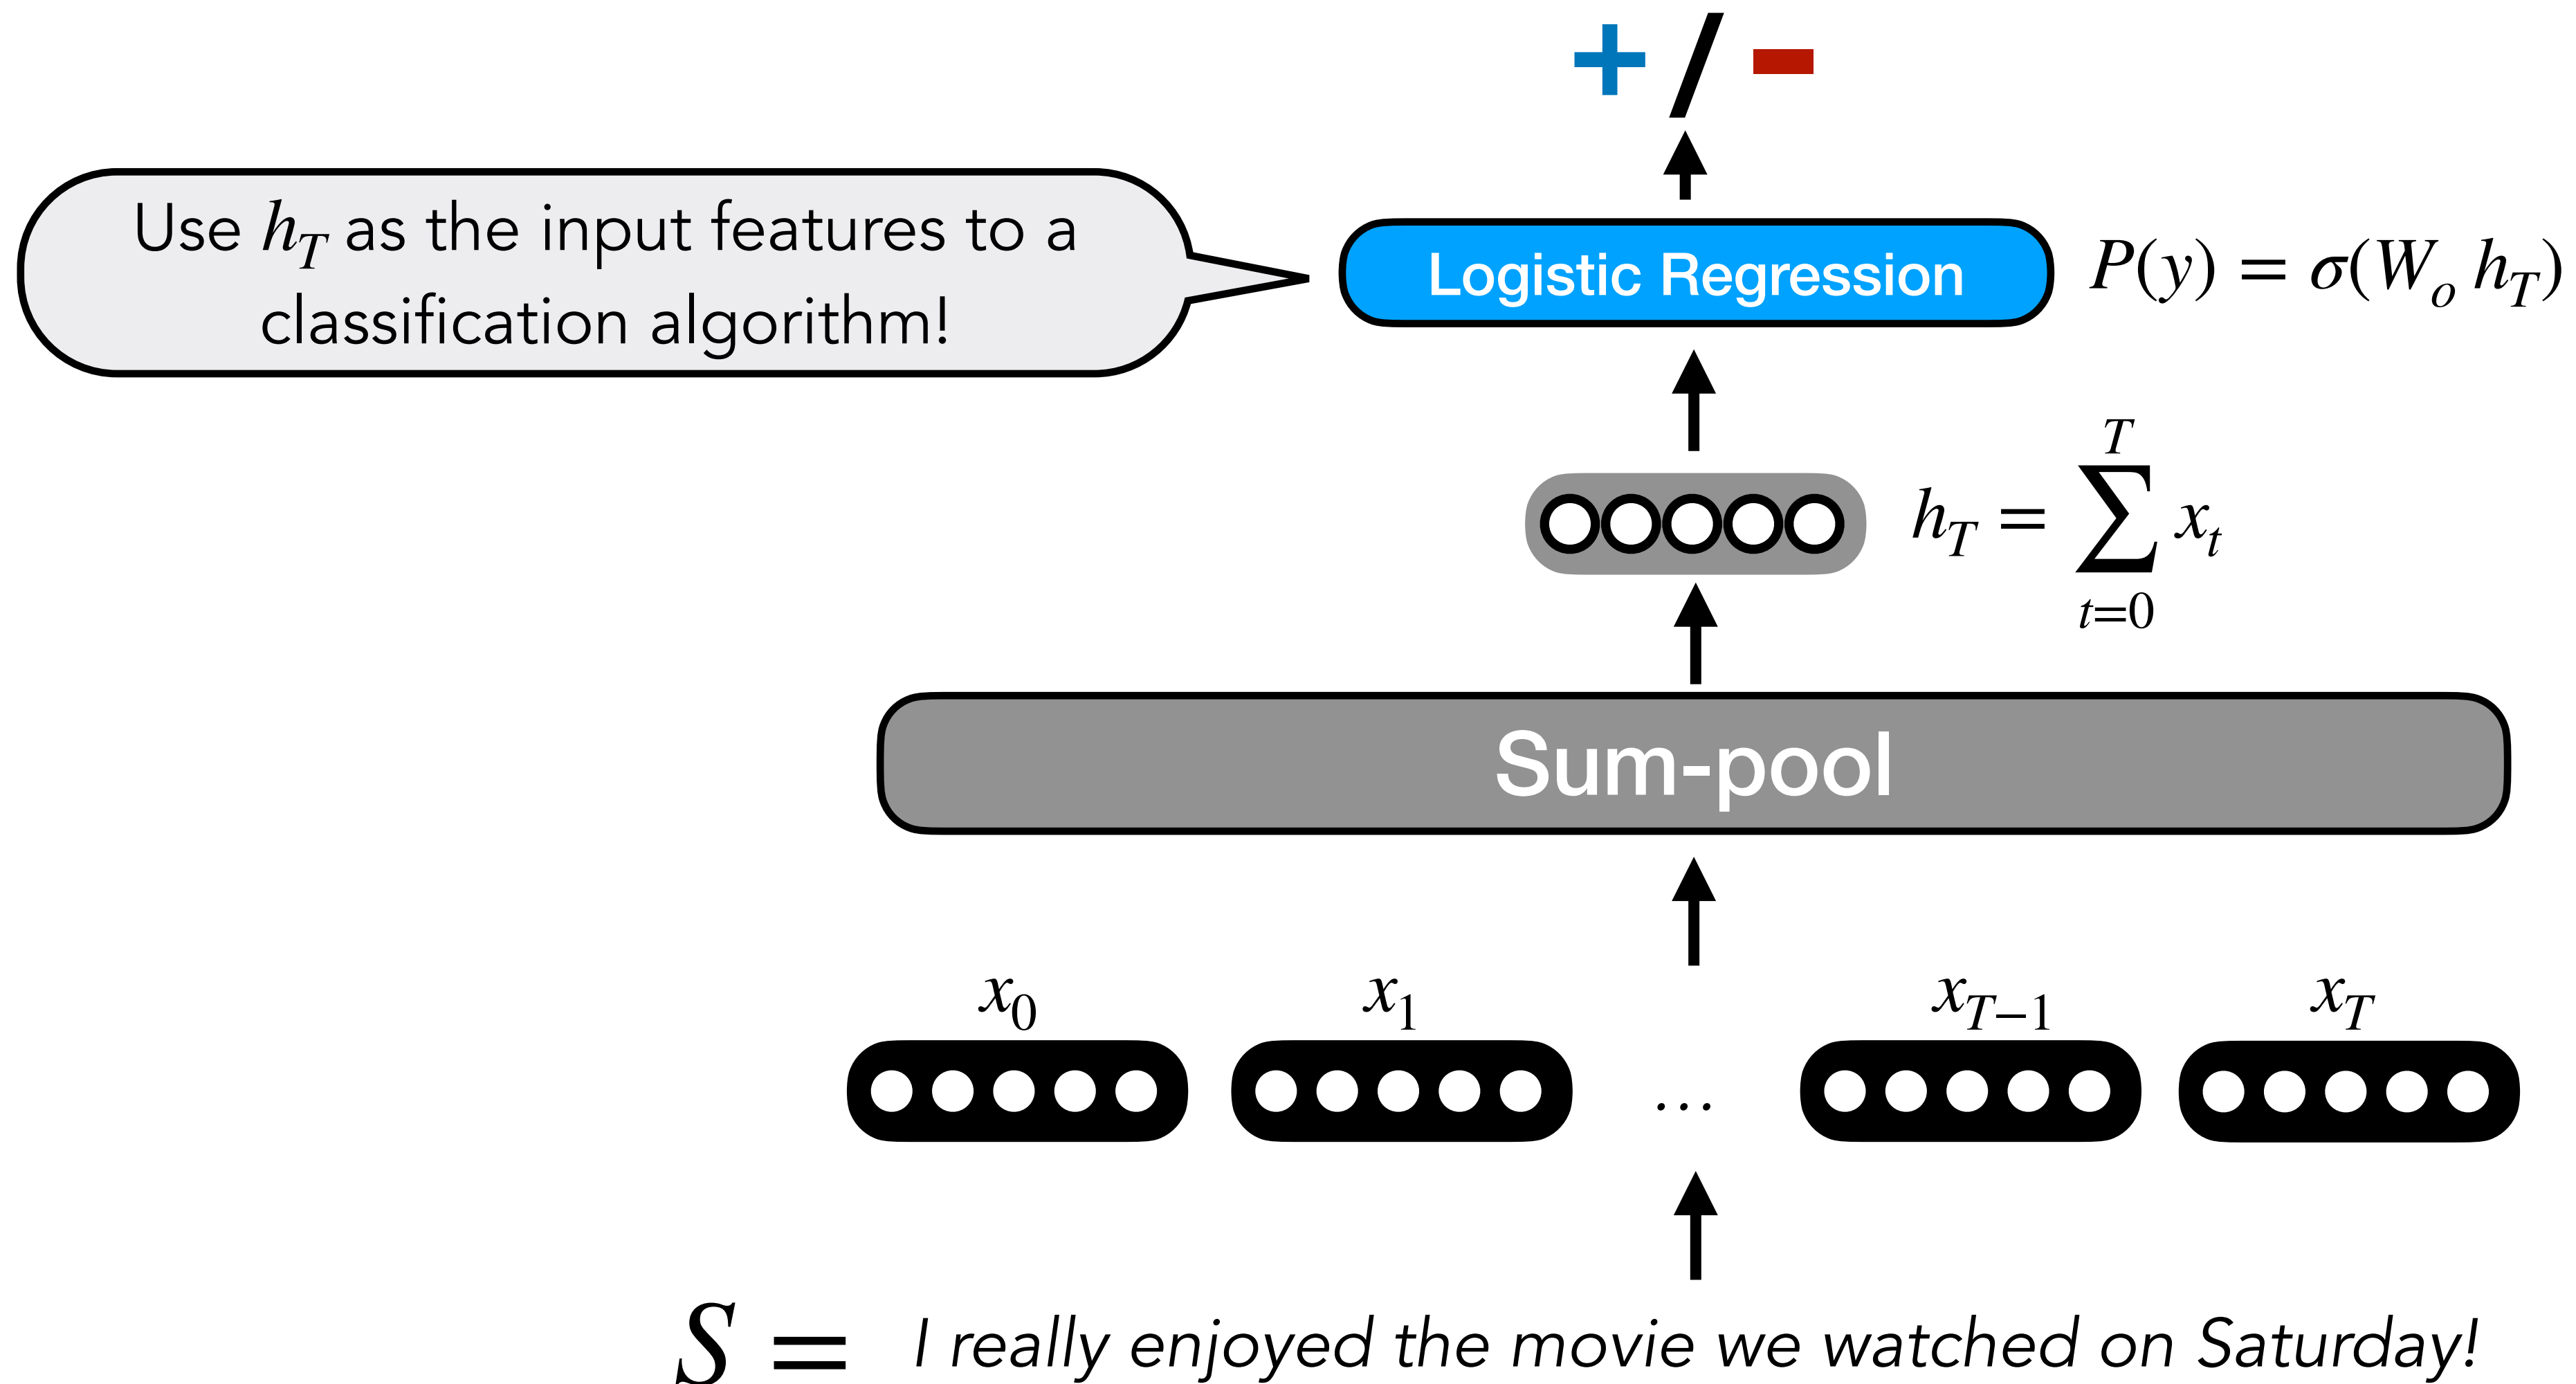 + / -
Use h_T as the input features to a
classification algorithm!
Logistic Regression
P(y) = σ(W_o h_T)
h_T = ∑_{t=0}^{T} x_t
Sum-pool
x_0 x_1 x_{T−1} x_T
...
S = I really enjoyed the movie we watched on Saturday!